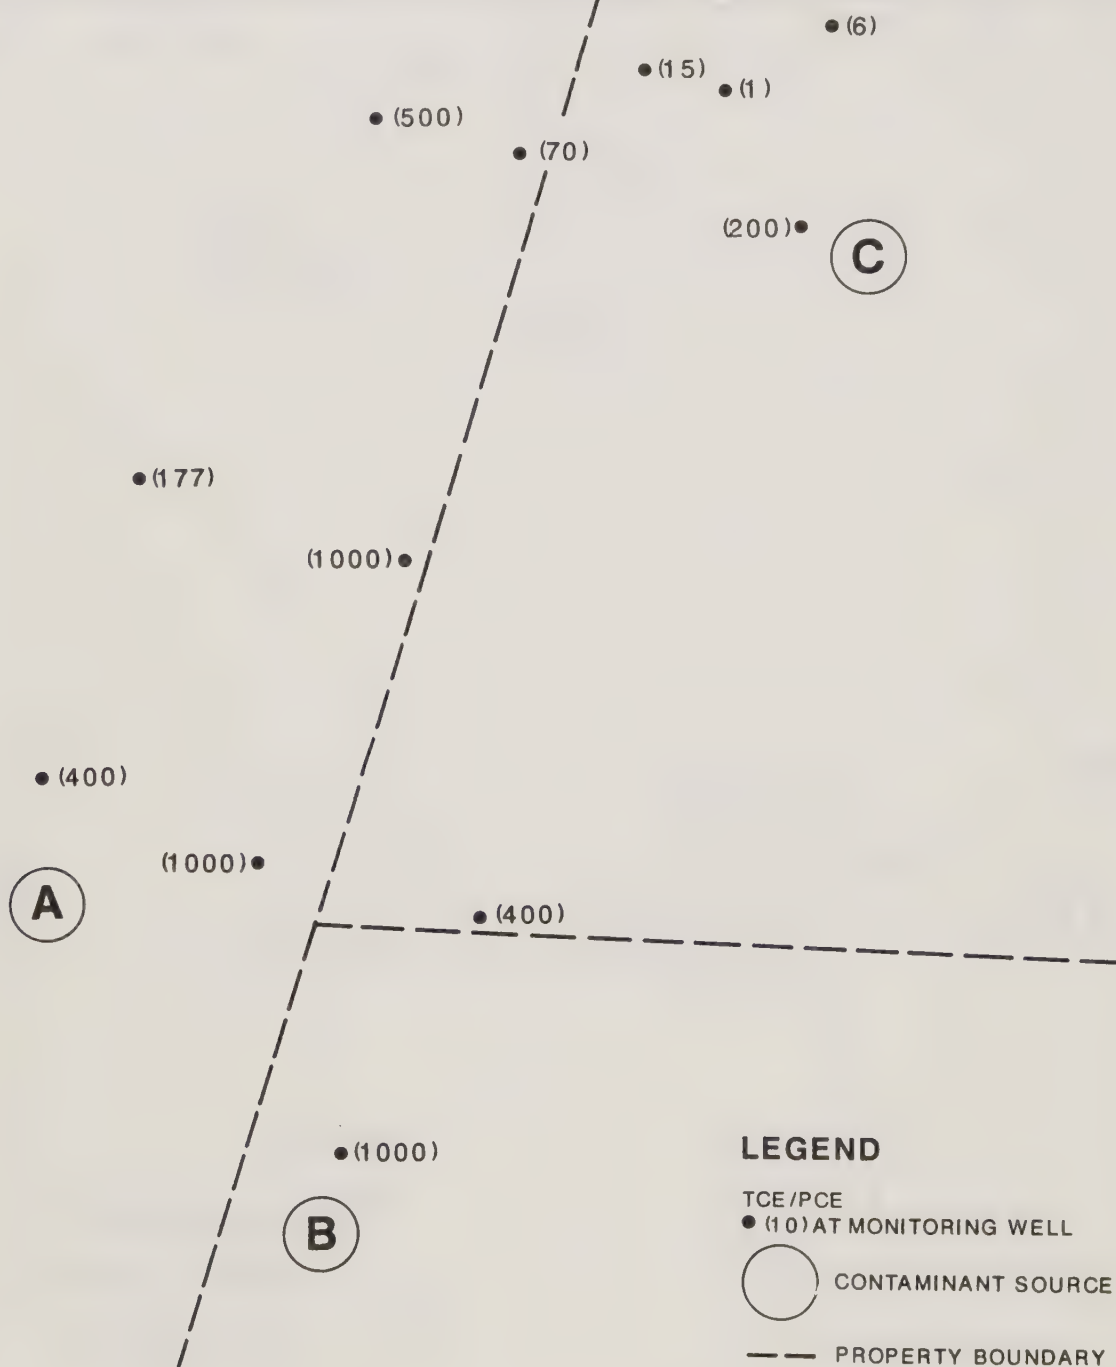 (6)
(15)
(1)
(500)
(70)
(200)
C
(177)
(1000)
(400)
(1000)
A
(400)
(1000)
B
LEGEND
TCE/PCE
(10) AT MONITORING WELL
CONTAMINANT SOURCE
PROPERTY BOUNDARY